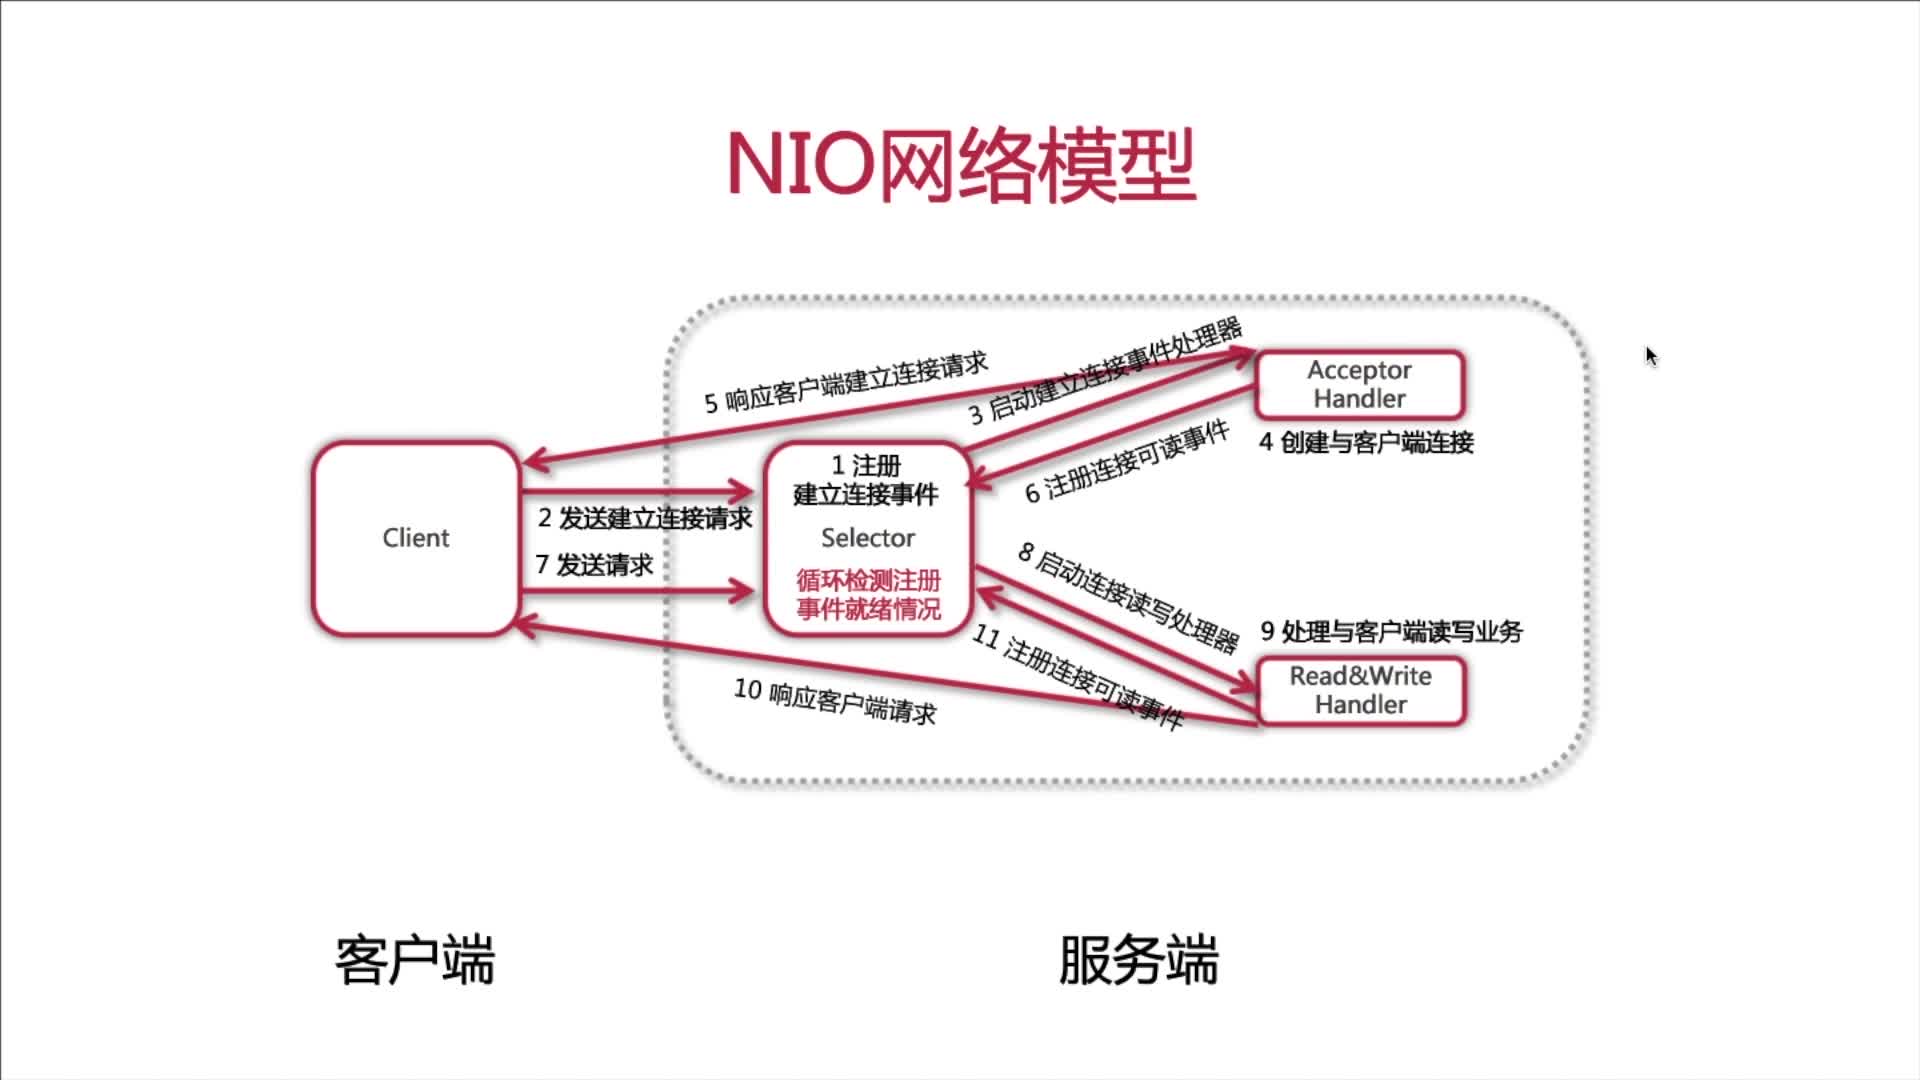 NIO网络模型
5 响应客户端建立连接请求
3 启动建立连接事件处理器
Acceptor
Handler
4 创建与客户端连接
6 注册连接可读事件
1 注册
建立连接事件
Selector
循环检测注册
事件就绪情况
Client
2 发送建立连接请求
7 发送请求
8 启动连接读写处理器
9 处理与客户端读写业务
Read&Write
Handler
11 注册连接可读事件
10 响应客户端请求
客户端
服务端